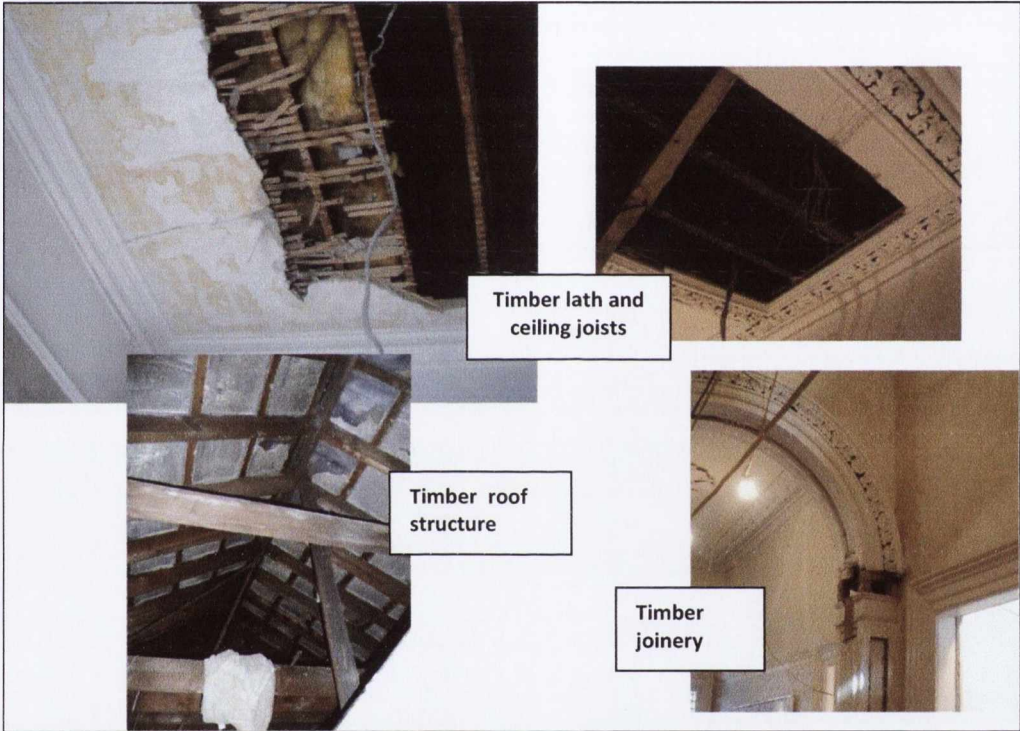 Timber lath and
ceiling joists
Timber roof
structure
Timber
joinery